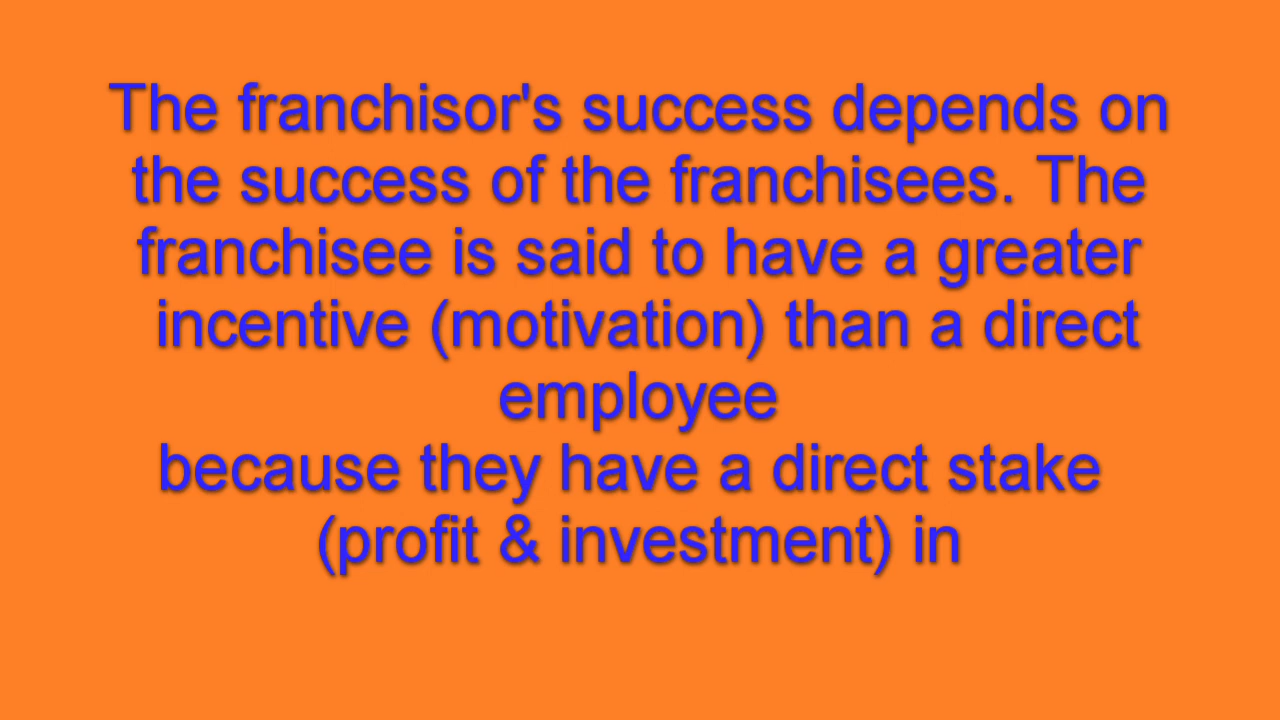 The franchisor's success depends on
the success of the franchisees. The
franchisee is said to have a greater
incentive (motivation) than a direct
employee
because they have a direct stake
(profit & investment) in